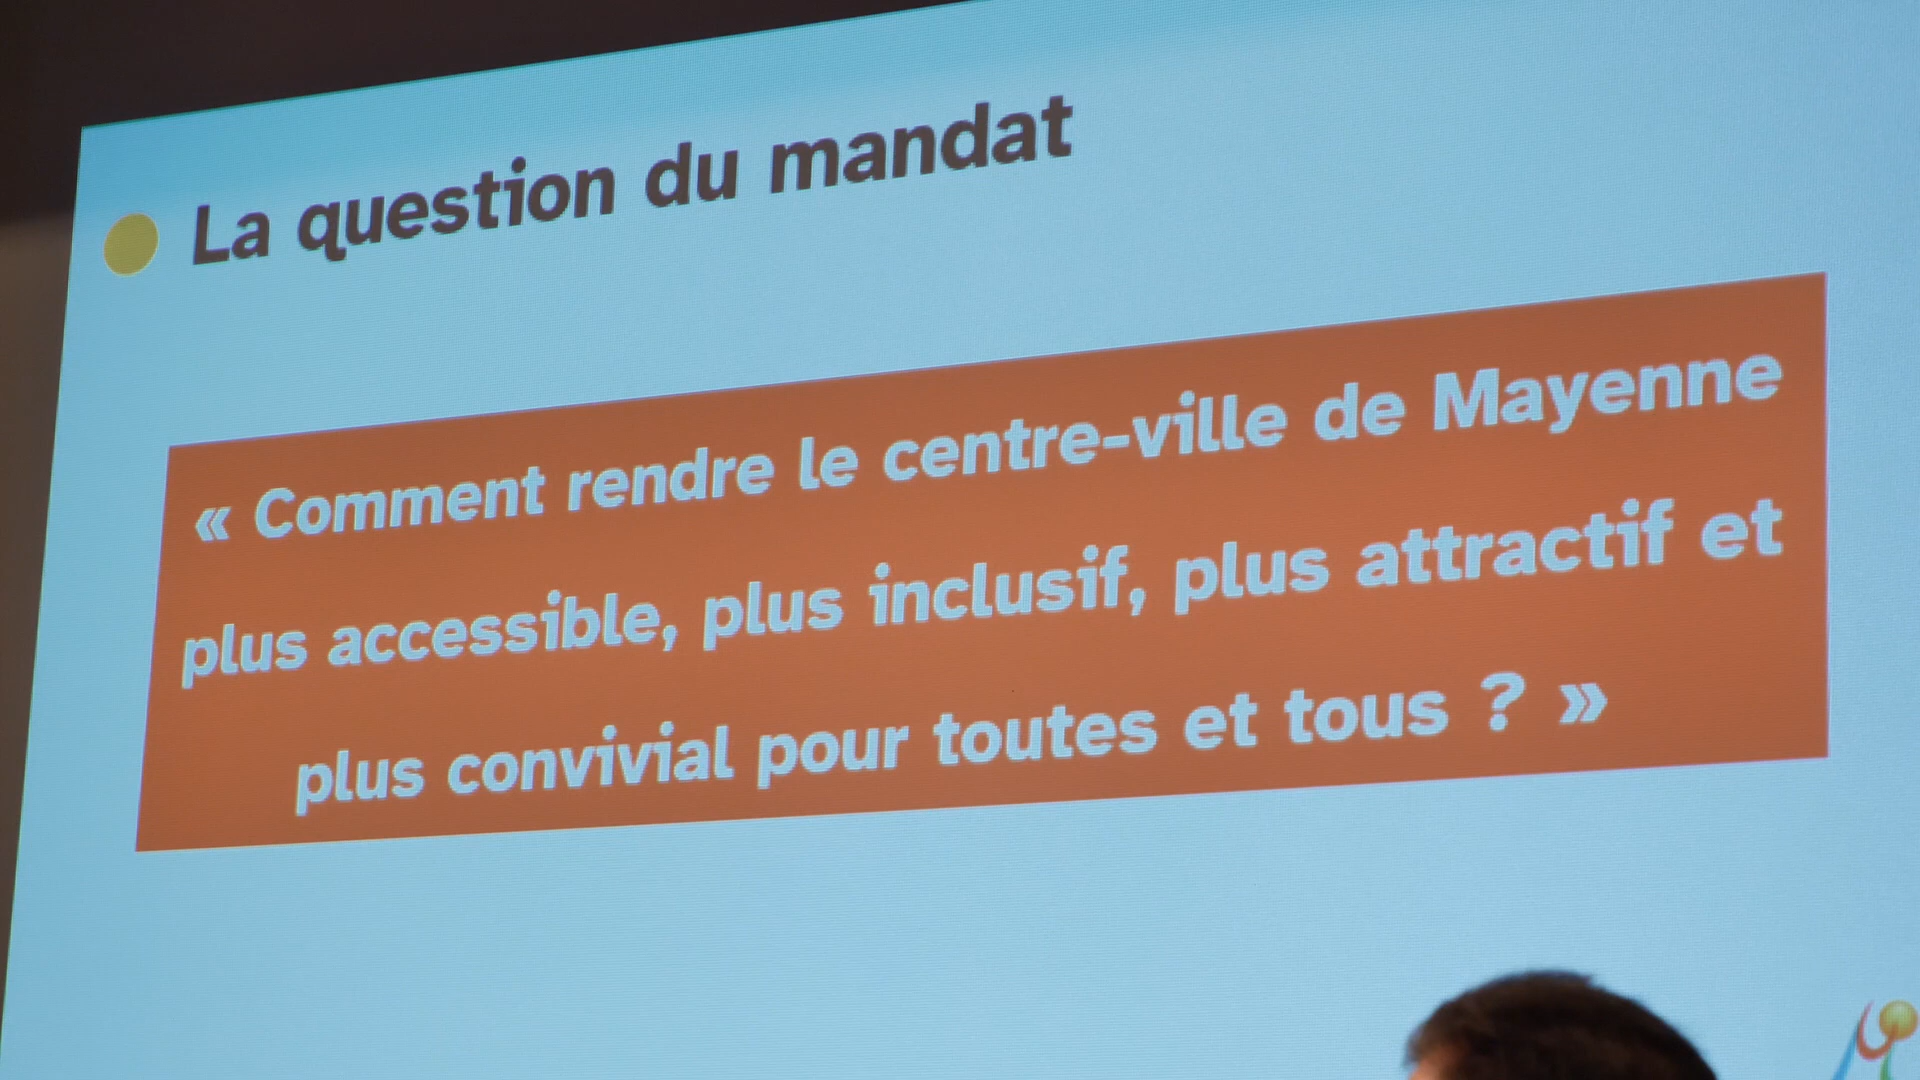 La question du mandat
« Comment rendre le centre-ville de Mayenne
plus accessible, plus inclusif, plus attractif et
plus convivial pour toutes et tous ? »